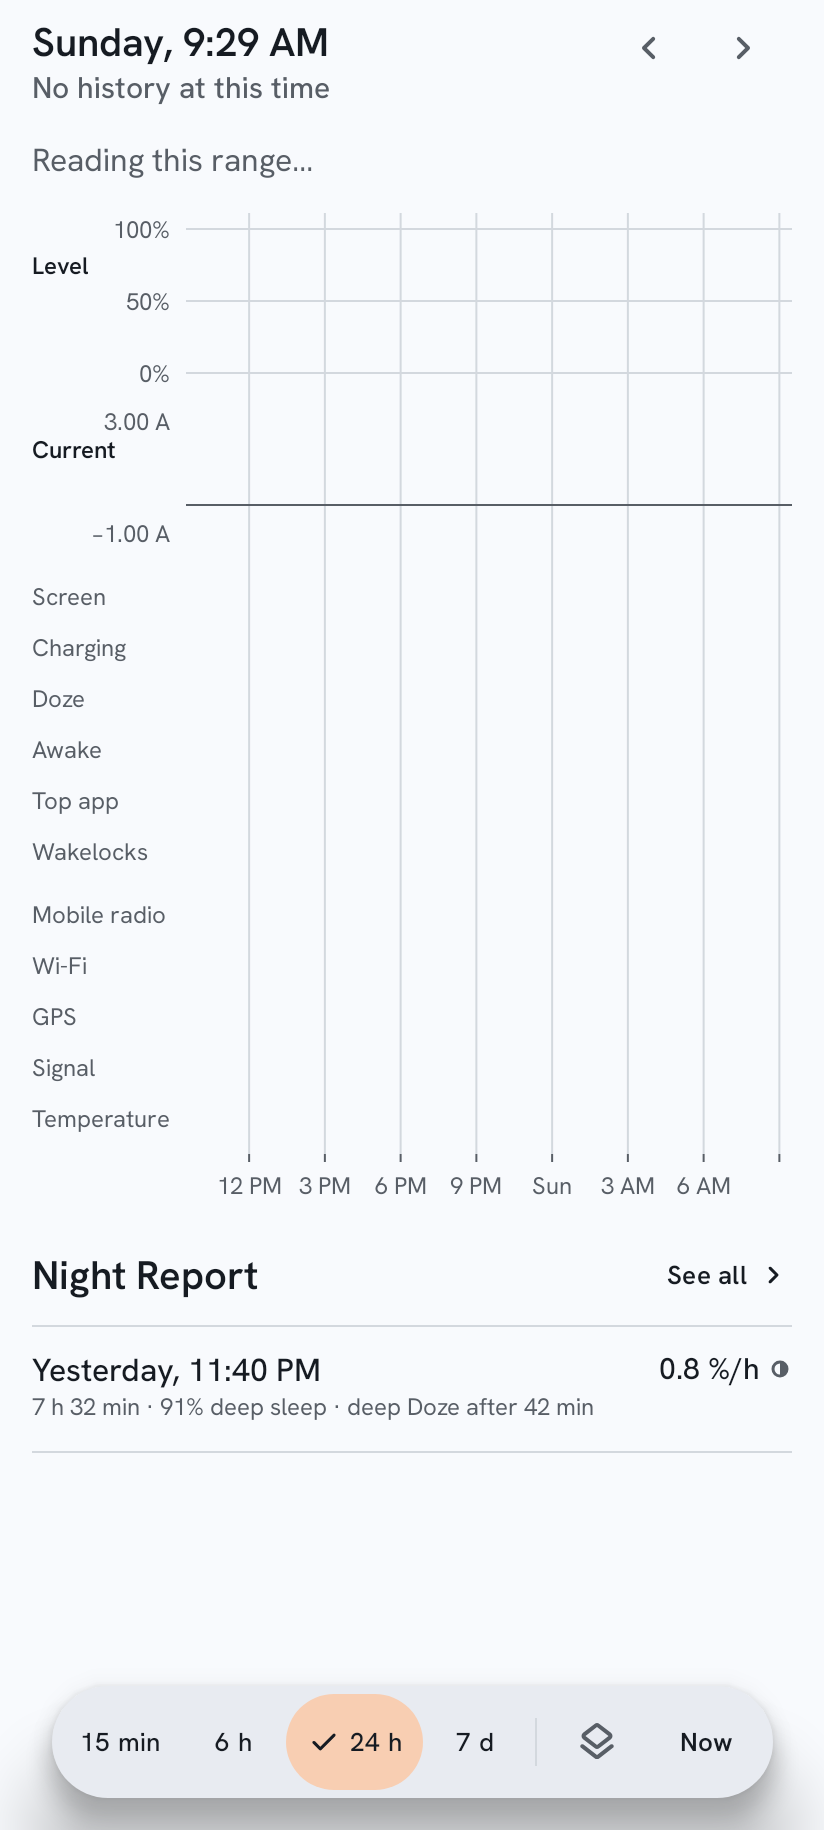 Sunday, 9:29 AM
No history at this time
Reading this range…
100%
Level
50%
0%
3.00 A
Current
−1.00 A
Screen
Charging
Doze
Awake
Top app
Wakelocks
Mobile radio
Wi-Fi
GPS
Signal
Temperature
12 PM 3 PM 6 PM 9 PM Sun 3 AM 6 AM
Night Report See all
Yesterday, 11:40 PM 0.8 %/h
7 h 32 min · 91% deep sleep · deep Doze after 42 min
15 min 6 h 24 h 7 d Now